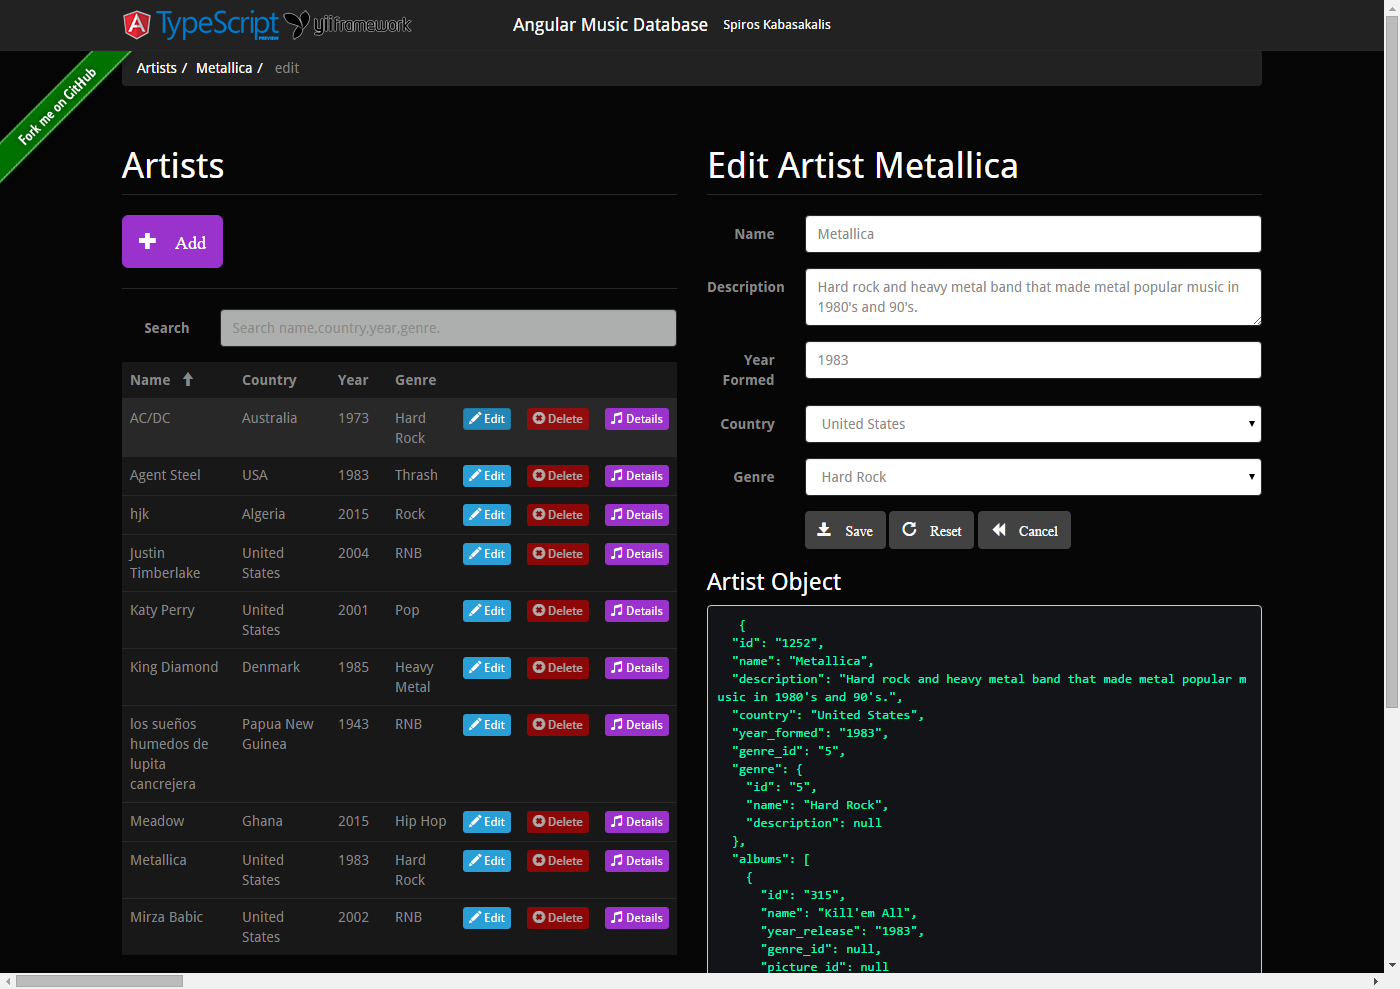 TypeScript PREVIEW yiiframework Angular Music Database Spiros Kabasakalis
Fork me on GitHub
Artists / Metallica / edit
Artists
Add
Search Search name,country,year,genre.
Name Country Year Genre
AC/DC Australia 1973 Hard Rock Edit Delete Details
Agent Steel USA 1983 Thrash Edit Delete Details
hjk Algeria 2015 Rock Edit Delete Details
Justin Timberlake United States 2004 RNB Edit Delete Details
Katy Perry United States 2001 Pop Edit Delete Details
King Diamond Denmark 1985 Heavy Metal Edit Delete Details
los sueños humedos de lupita cancrejera Papua New Guinea 1943 RNB Edit Delete Details
Meadow Ghana 2015 Hip Hop Edit Delete Details
Metallica United States 1983 Hard Rock Edit Delete Details
Mirza Babic United States 2002 RNB Edit Delete Details
Edit Artist Metallica
Name Metallica
Description Hard rock and heavy metal band that made metal popular music in
1980's and 90's.
Year Formed 1983
Country United States
Genre Hard Rock
Save Reset Cancel
Artist Object
{
"id": "1252",
"name": "Metallica",
"description": "Hard rock and heavy metal band that made metal popular m
usic in 1980's and 90's.",
"country": "United States",
"year_formed": "1983",
"genre_id": "5",
"genre": {
"id": "5",
"name": "Hard Rock",
"description": null
},
"albums": [
{
"id": "315",
"name": "Kill'em All",
"year_release": "1983",
"genre_id": null,
"picture_id": null